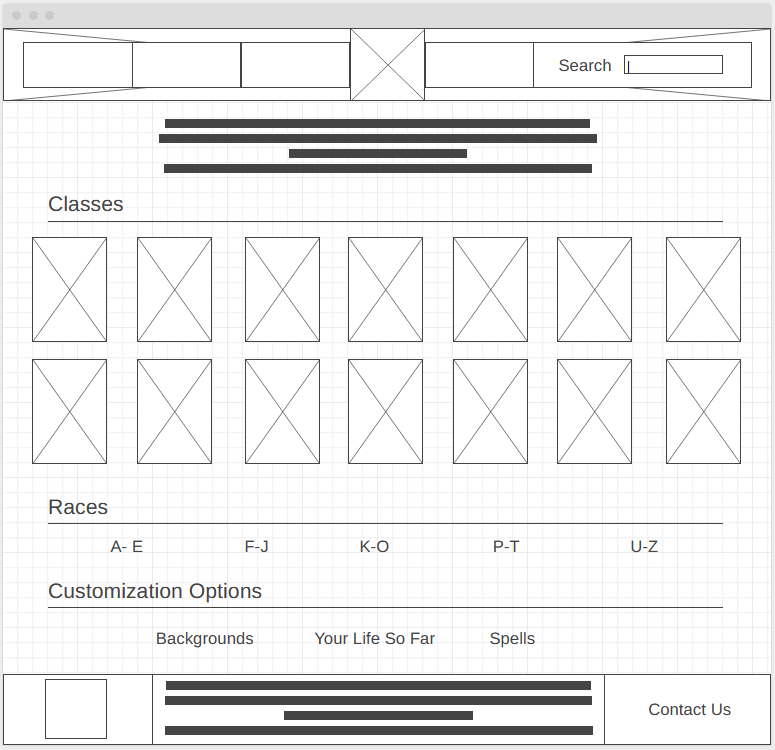 Search
Classes
Races
A- E F-J K-O P-T U-Z
Customization Options
Backgrounds Your Life So Far Spells
Contact Us